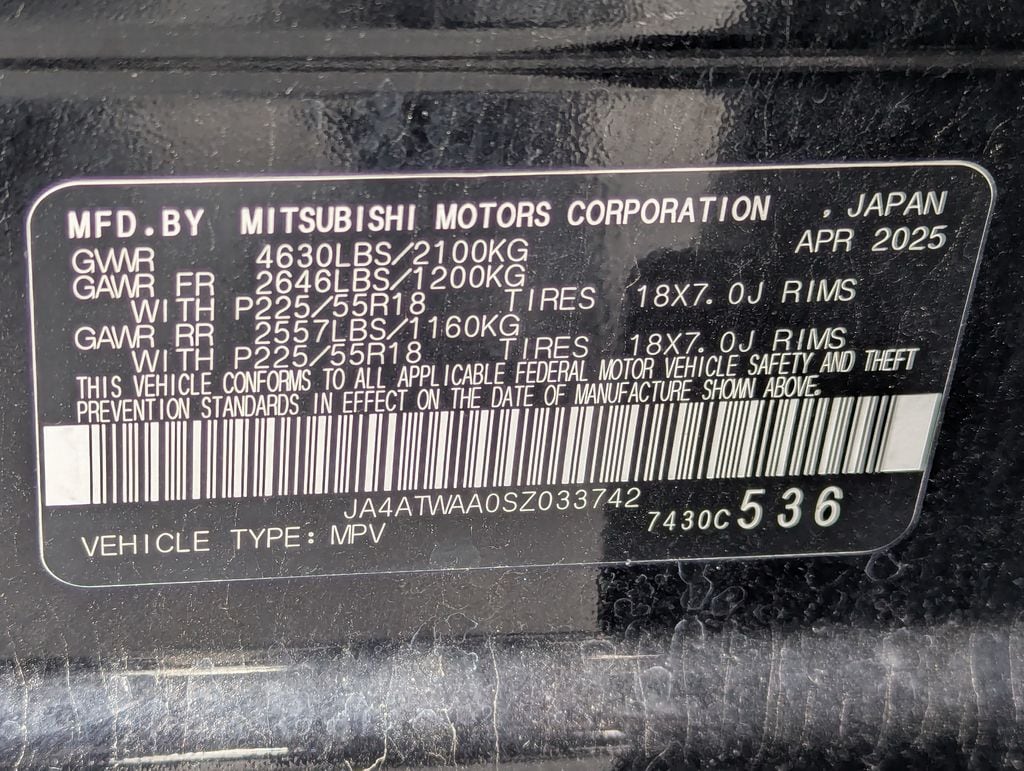 MFD.BY MITSUBISHI MOTORS CORPORATION , JAPAN
APR 2025
GVWR 4630LBS/2100KG
GAWR FR 2646LBS/1200KG
WITH P225/55R18 TIRES 18X7.0J RIMS
GAWR RR 2557LBS/1160KG
WITH P225/55R18 TIRES 18X7.0J RIMS
THIS VEHICLE CONFORMS TO ALL APPLICABLE FEDERAL MOTOR VEHICLE SAFETY AND THEFT
PREVENTION STANDARDS IN EFFECT ON THE DATE OF MANUFACTURE SHOWN ABOVE.
JA4ATWAA0SZ033742
7430C 536
VEHICLE TYPE: MPV